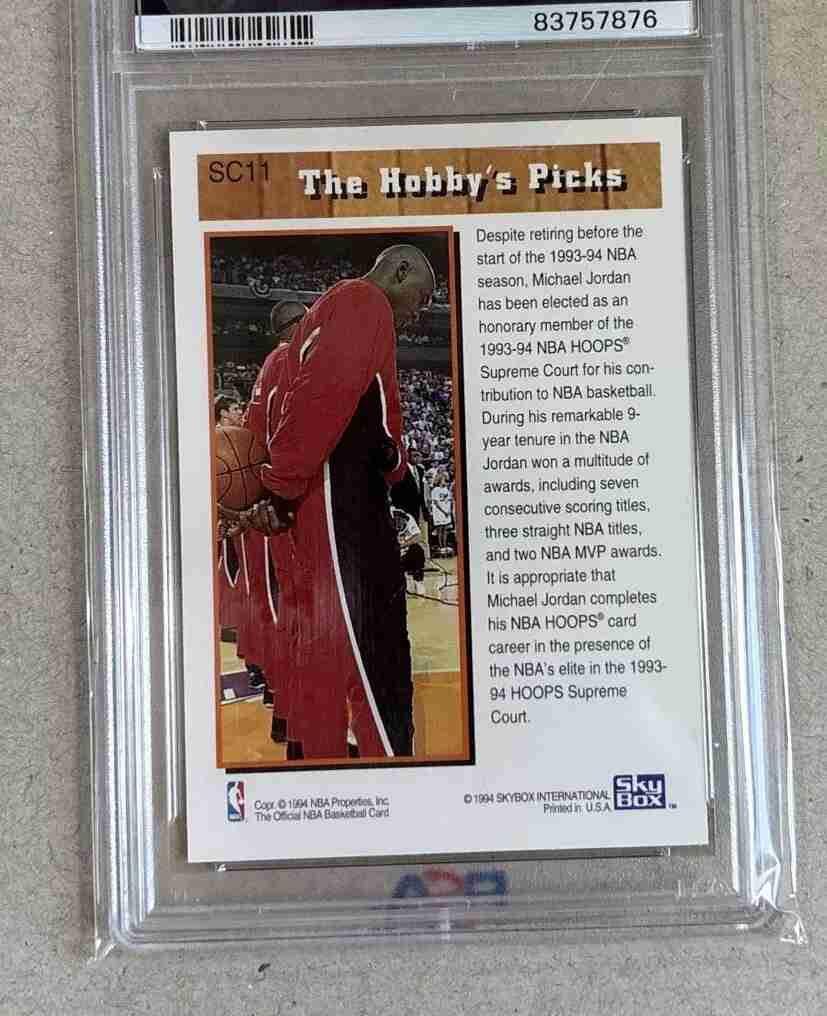 83757876
SC11
The Hobby's Picks
Despite retiring before the
start of the 1993-94 NBA
season, Michael Jordan
has been elected as an
honorary member of the
1993-94 NBA HOOPS®
Supreme Court for his con-
tribution to NBA basketball.
During his remarkable 9-
year tenure in the NBA
Jordan won a multitude of
awards, including seven
consecutive scoring titles,
three straight NBA titles,
and two NBA MVP awards.
It is appropriate that
Michael Jordan completes
his NBA HOOPS® card
career in the presence of
the NBA's elite in the 1993-
94 HOOPS Supreme
Court.
Copr. © 1994 NBA Properties, Inc.
The Official NBA Basketball Card
© 1994 SKYBOX INTERNATIONAL
Printed in U.S.A.
SkyBox™